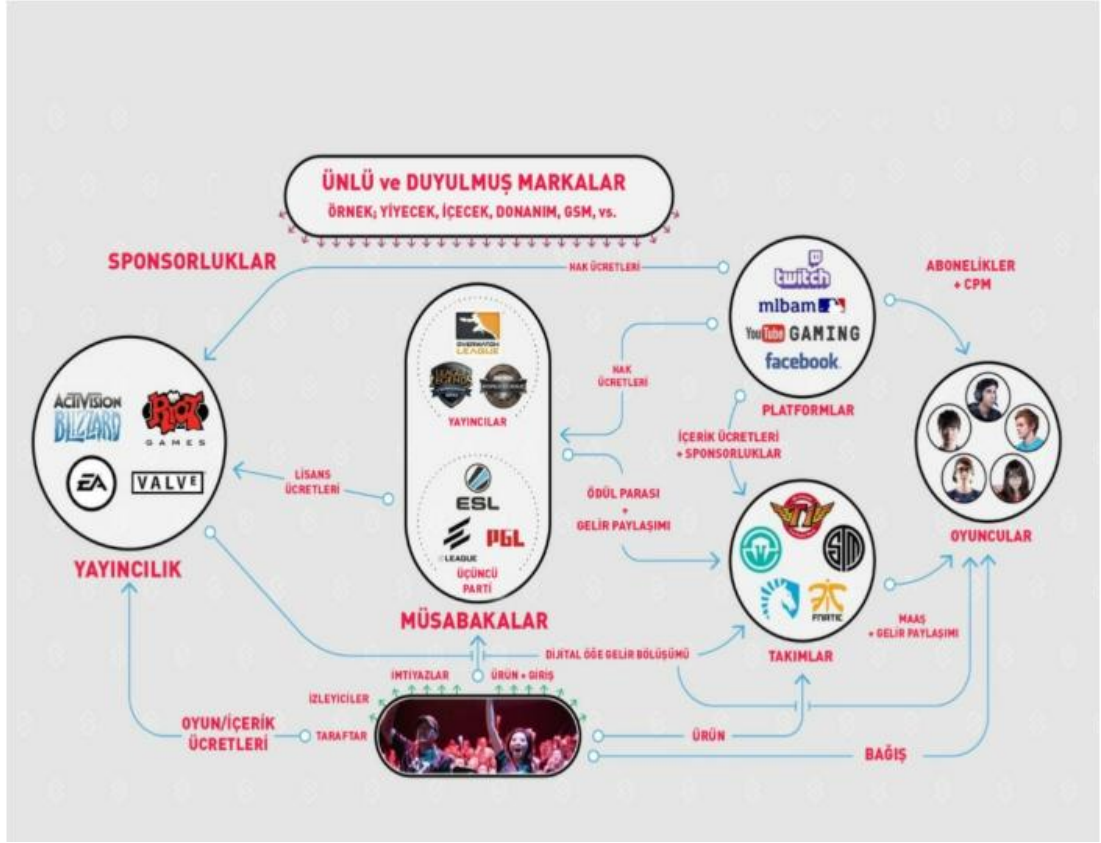 ÜNLÜ ve DUYULMUŞ MARKALAR
ÖRNEK; YİYECEK, İÇECEK, DONANIM, GSM, vs.
SPONSORLUKLAR
HAK ÜCRETLERİ
twitch
mlbam
YouTube GAMING
facebook
PLATFORMLAR
ABONELİKLER
+ CPM
OVERWATCH
LEAGUE
YAYINCILAR
HAK
ÜCRETLERİ
ACTIVISION
BLIZZARD
RIOT
GAMES
EA
VALVE
YAYINCILIK
LİSANS
ÜCRETLERİ
ESL
ELEAGUE
PGL
ÜÇÜNCÜ
PARTİ
MÜSABAKALAR
İÇERİK ÜCRETLERİ
+ SPONSORLUKLAR
ÖDÜL PARASI
+
GELİR PAYLAŞIMI
T1
FNATIC
TAKIMLAR
OYUNCULAR
MAAŞ
+ GELİR PAYLAŞIMI
DİJİTAL ÖĞE GELİR BÖLÜŞÜMÜ
İMTİYAZLAR
ÜRÜN + GİRİŞ
İZLEYİCİLER
TARAFTAR
OYUN/İÇERİK
ÜCRETLERİ
ÜRÜN
BAĞIŞ